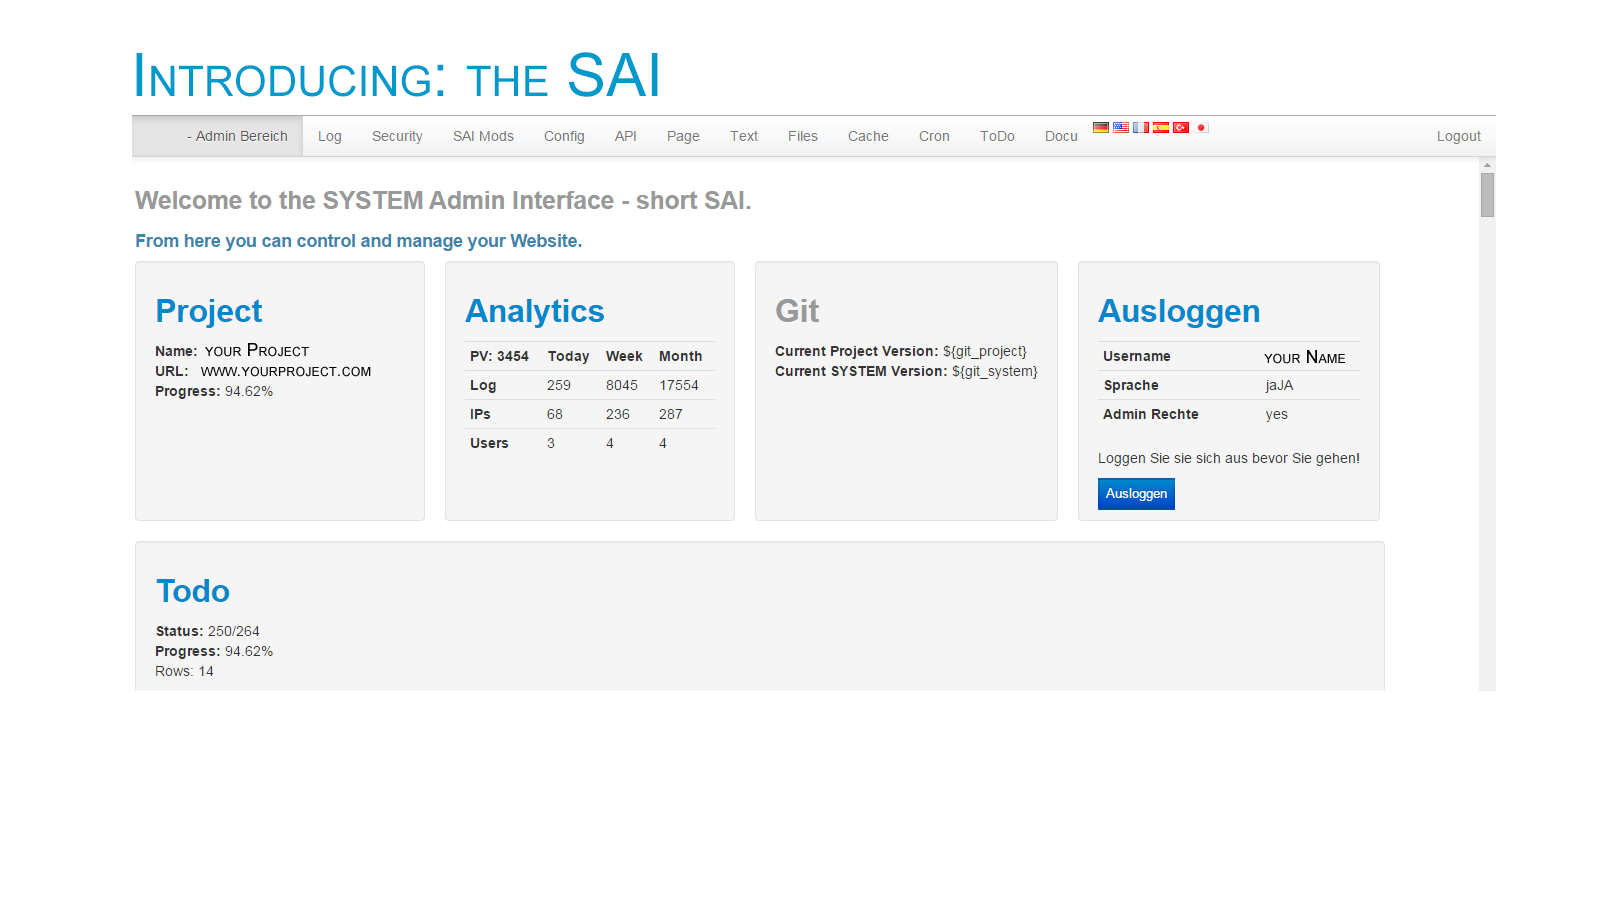 Introducing: the SAI
- Admin Bereich Log Security SAI Mods Config API Page Text Files Cache Cron ToDo Docu Logout
Welcome to the SYSTEM Admin Interface - short SAI.
From here you can control and manage your Website.
Project
Name: your Project
URL: www.yourproject.com
Progress: 94.62%
Analytics
PV: 3454 Today Week Month
Log 259 8045 17554
IPs 68 236 287
Users 3 4 4
Git
Current Project Version: ${git_project}
Current SYSTEM Version: ${git_system}
Ausloggen
Username your Name
Sprache jaJA
Admin Rechte yes
Loggen Sie sie sich aus bevor Sie gehen!
Ausloggen
Todo
Status: 250/264
Progress: 94.62%
Rows: 14